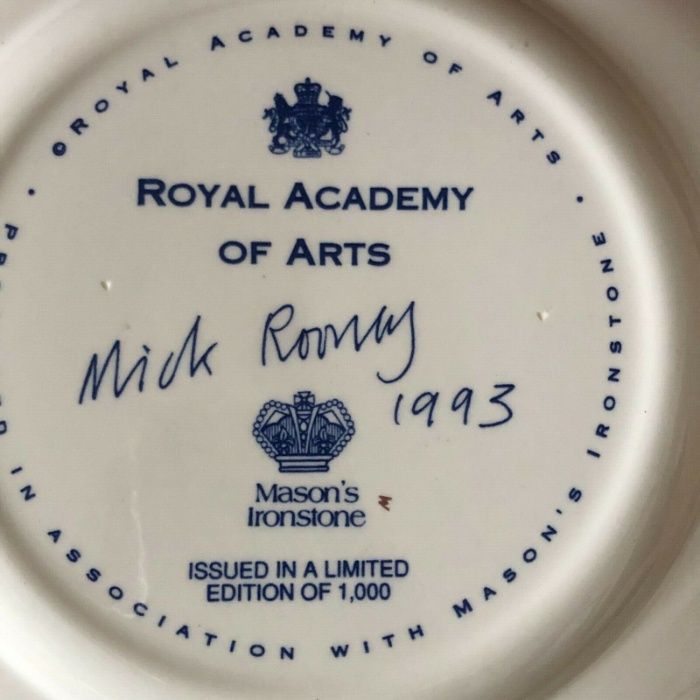 © ROYAL ACADEMY OF ARTS •
ROYAL ACADEMY
OF ARTS
Mick Rooney
1993
Mason's
Ironstone
ISSUED IN A LIMITED
EDITION OF 1,000
IN ASSOCIATION WITH MASON'S IRONSTONE •